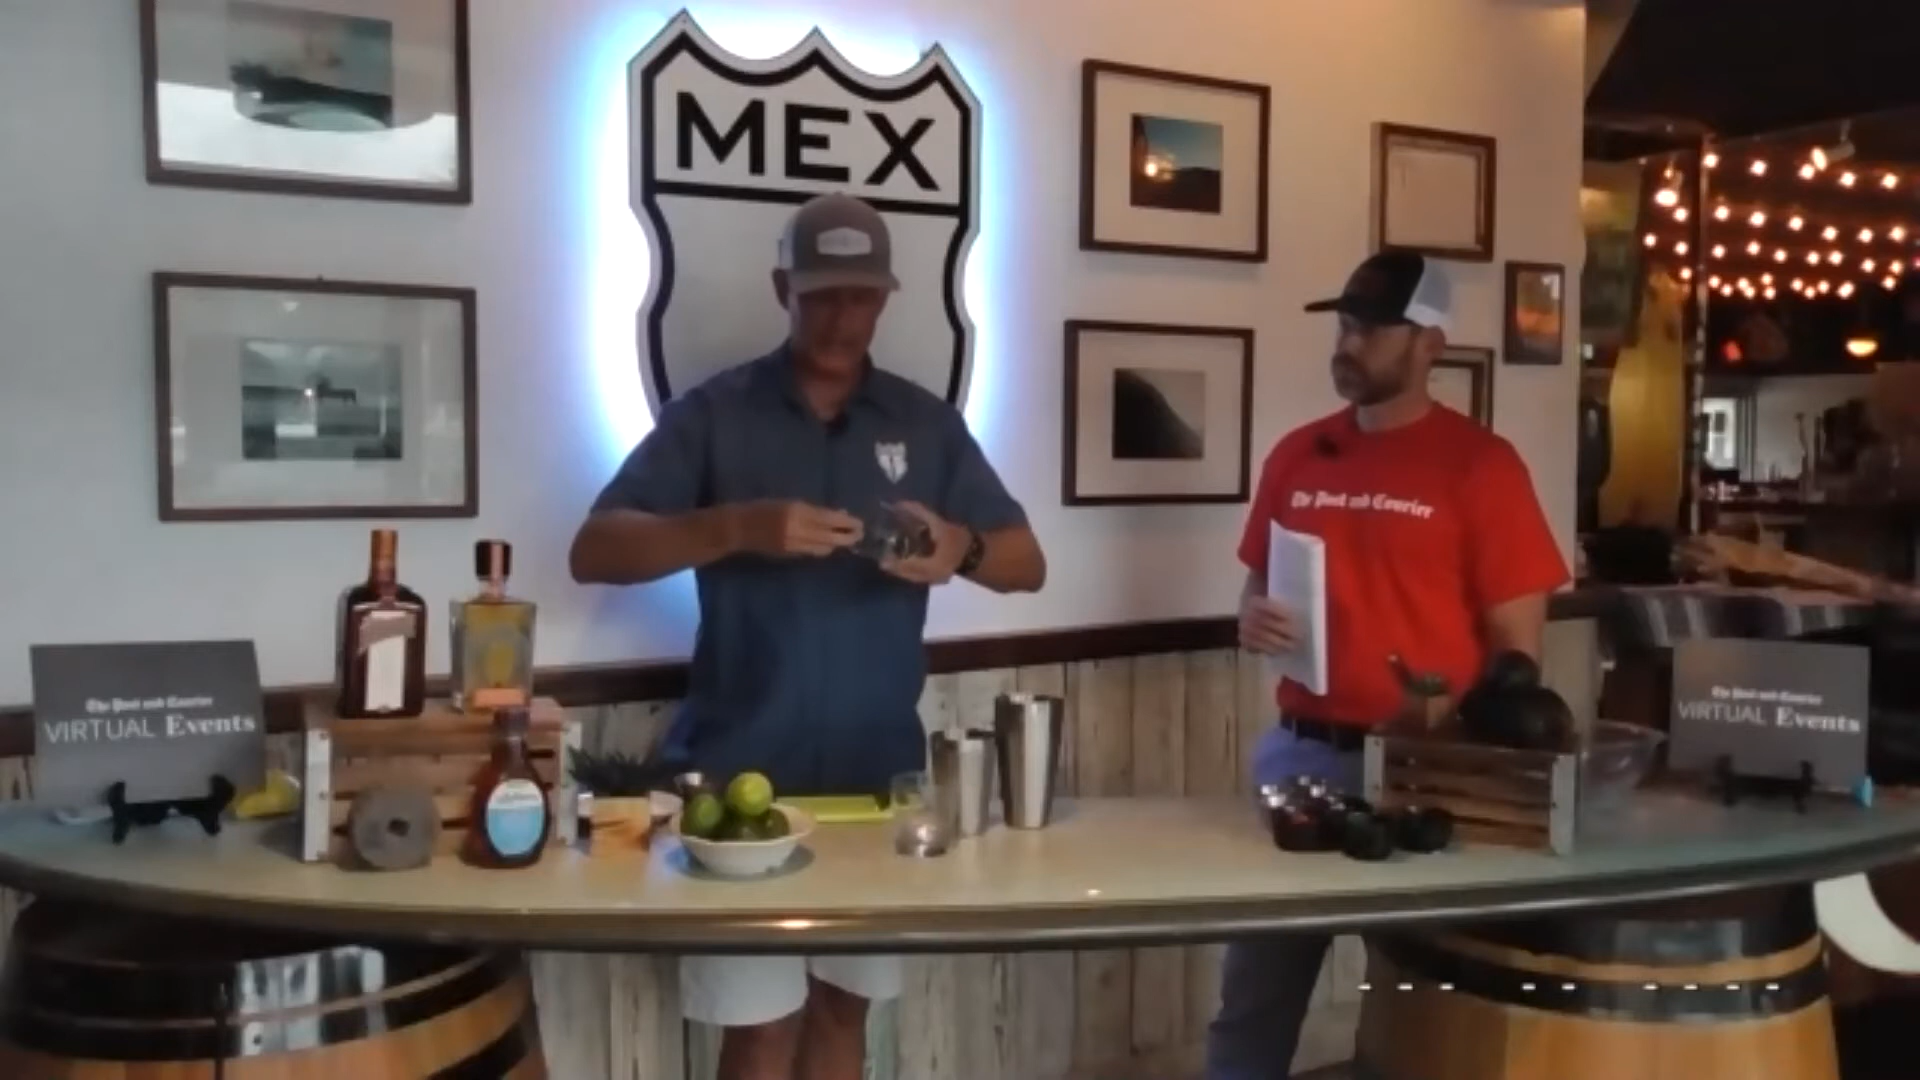 MEX
The Post and Courier
The Post and Courier
VIRTUAL Events
The Post and Courier
VIRTUAL Events